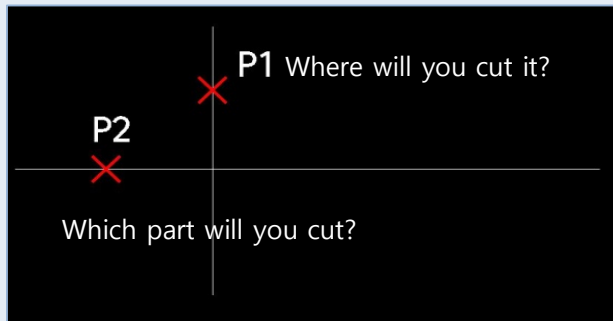 P1 Where will you cut it?
P2
Which part will you cut?